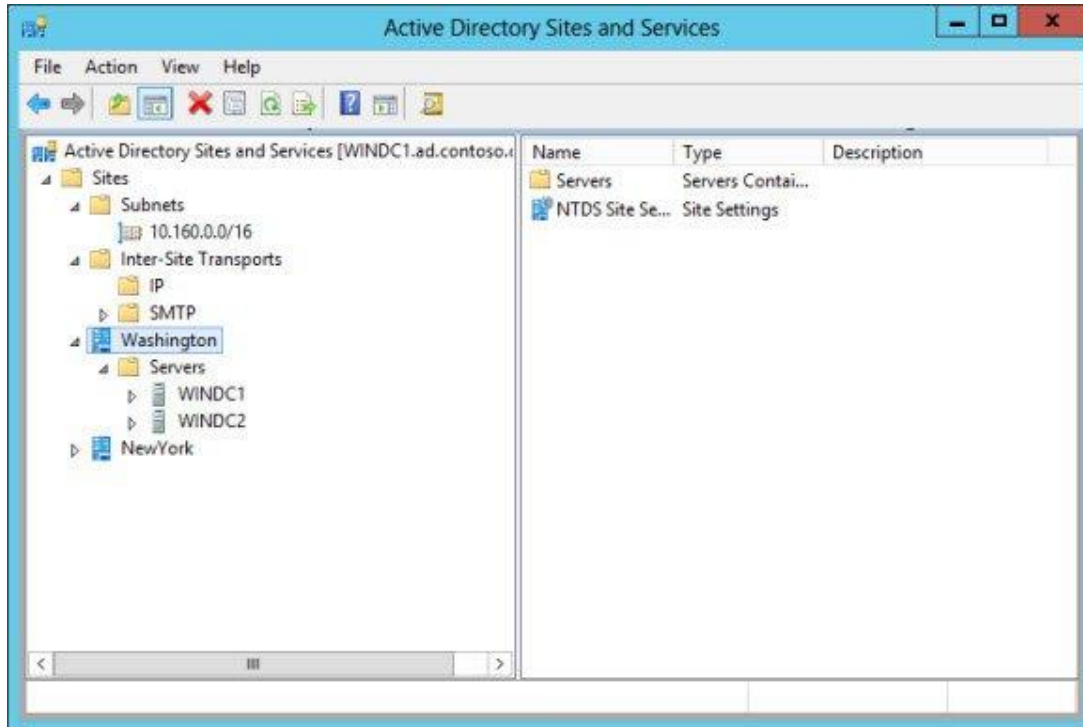 Active Directory Sites and Services
File Action View Help
Active Directory Sites and Services [WINDC1.ad.contoso.
Sites
Subnets
10.160.0.0/16
Inter-Site Transports
IP
SMTP
Washington
Servers
WINDC1
WINDC2
NewYork
Name Type Description
Servers Servers Contai...
NTDS Site Se... Site Settings